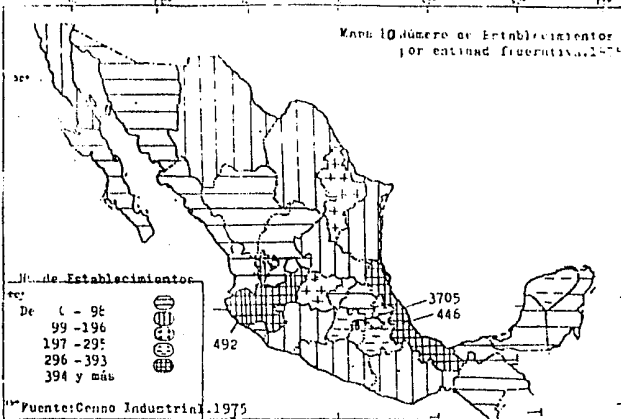 Mapa 10.Número de Establecimientos
por entidad federativa.1975
30°
No. de Establecimientos
De
- 98
99 -196
197 -295
296 -393
394 y más
3705
446
492
Fuente:Censo Industrial.1975